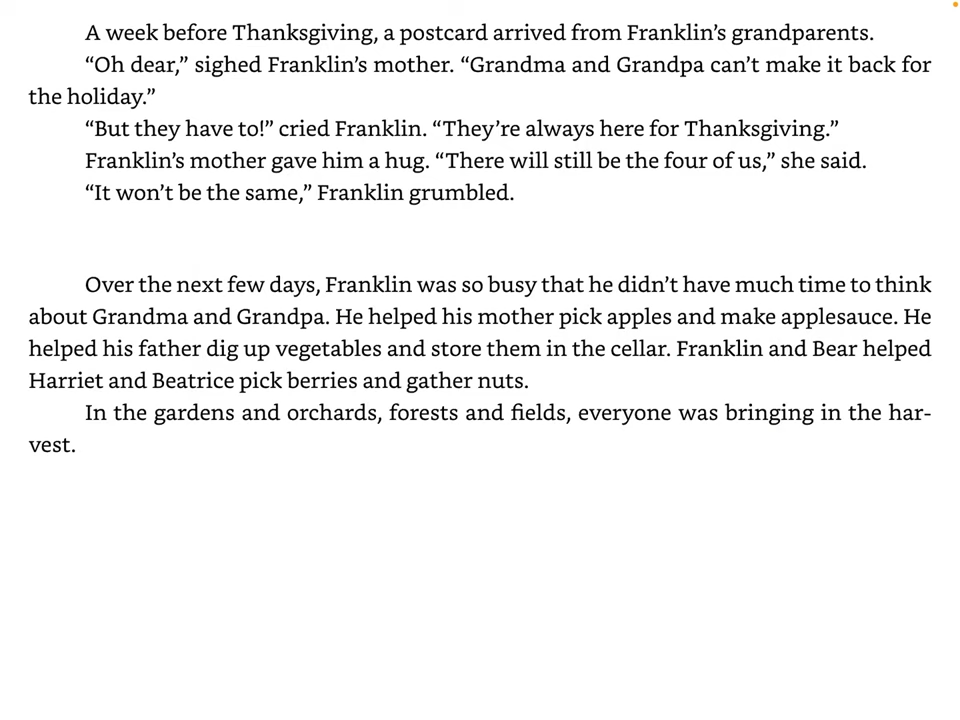 A week before Thanksgiving, a postcard arrived from Franklin’s grandparents.
“Oh dear,” sighed Franklin’s mother. “Grandma and Grandpa can’t make it back for
the holiday.”
“But they have to!” cried Franklin. “They’re always here for Thanksgiving.”
Franklin’s mother gave him a hug. “There will still be the four of us,” she said.
“It won’t be the same,” Franklin grumbled.
Over the next few days, Franklin was so busy that he didn’t have much time to think
about Grandma and Grandpa. He helped his mother pick apples and make applesauce. He
helped his father dig up vegetables and store them in the cellar. Franklin and Bear helped
Harriet and Beatrice pick berries and gather nuts.
In the gardens and orchards, forests and fields, everyone was bringing in the har-
vest.